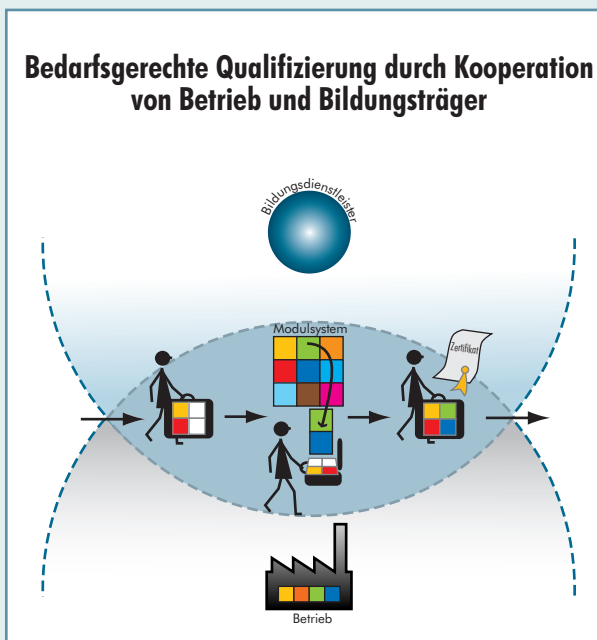 Bedarfsgerechte Qualifizierung durch Kooperation
von Betrieb und Bildungsträger
Bildungsdienstleister
Modulsystem
Zertifikat
Betrieb